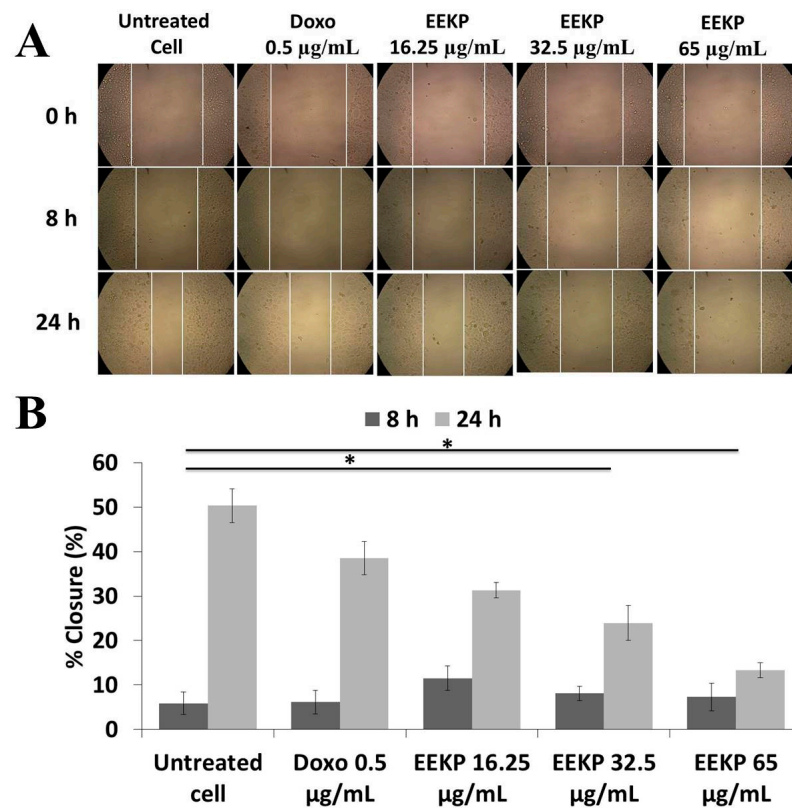 A
Untreated Cell
Doxo 0.5 µg/mL
EEKP 16.25 µg/mL
EEKP 32.5 µg/mL
EEKP 65 µg/mL
0 h
8 h
24 h
B
8 h 24 h
*
*
% Closure (%)
60
50
40
30
20
10
0
Untreated cell
Doxo 0.5 µg/mL
EEKP 16.25 µg/mL
EEKP 32.5 µg/mL
EEKP 65 µg/mL